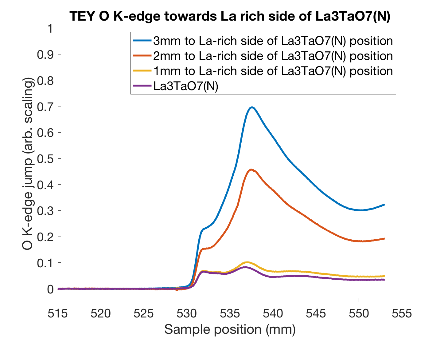 TEY O K-edge towards La rich side of La3TaO7(N)
1
0.9
0.8
0.7
0.6
0.5
0.4
0.3
0.2
0.1
0
O K-edge jump (arb. scaling)
3mm to La-rich side of La3TaO7(N) position
2mm to La-rich side of La3TaO7(N) position
1mm to La-rich side of La3TaO7(N) position
La3TaO7(N)
515 520 525 530 535 540 545 550 555
Sample position (mm)